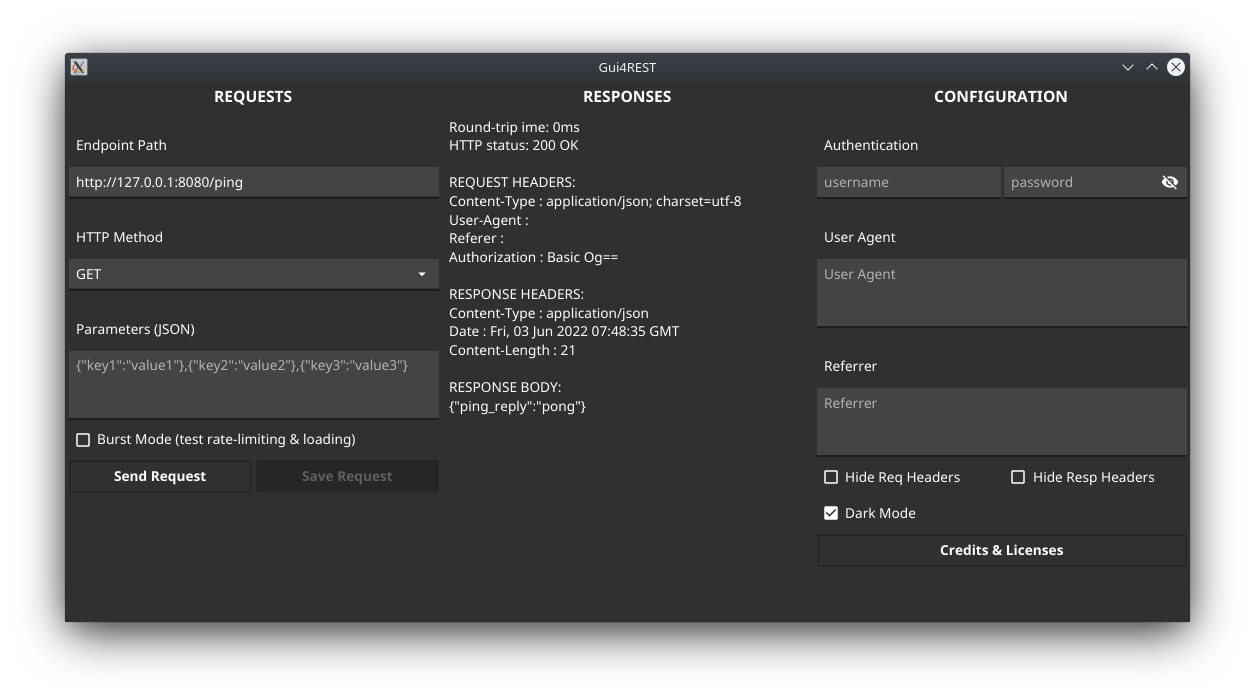 Gui4REST
REQUESTS
Endpoint Path
http://127.0.0.1:8080/ping
HTTP Method
GET
Parameters (JSON)
{"key1":"value1"},{"key2":"value2"},{"key3":"value3"}
Burst Mode (test rate-limiting & loading)
Send Request
Save Request
RESPONSES
Round-trip ime: 0ms
HTTP status: 200 OK
REQUEST HEADERS:
Content-Type : application/json; charset=utf-8
User-Agent :
Referer :
Authorization : Basic Og==
RESPONSE HEADERS:
Content-Type : application/json
Date : Fri, 03 Jun 2022 07:48:35 GMT
Content-Length : 21
RESPONSE BODY:
{"ping_reply":"pong"}
CONFIGURATION
Authentication
username
password
User Agent
User Agent
Referrer
Referrer
Hide Req Headers
Hide Resp Headers
Dark Mode
Credits & Licenses